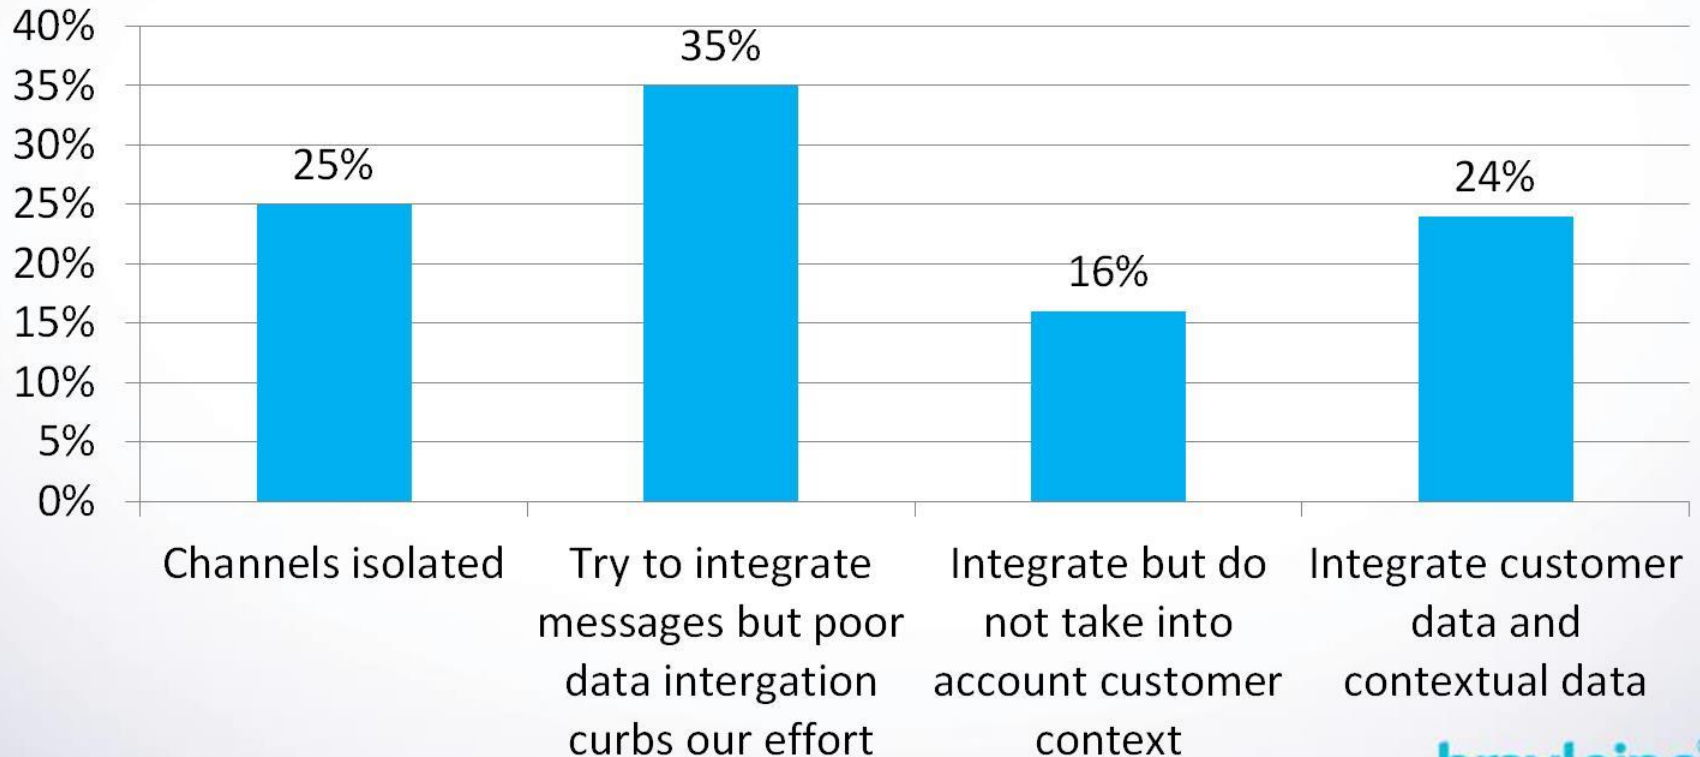 40%
35%
30%
25%
20%
15%
10%
5%
0%
25%
35%
16%
24%
Channels isolated
Try to integrate
messages but poor
data intergation
curbs our effort
Integrate but do
not take into
account customer
context
Integrate customer
data and
contextual data